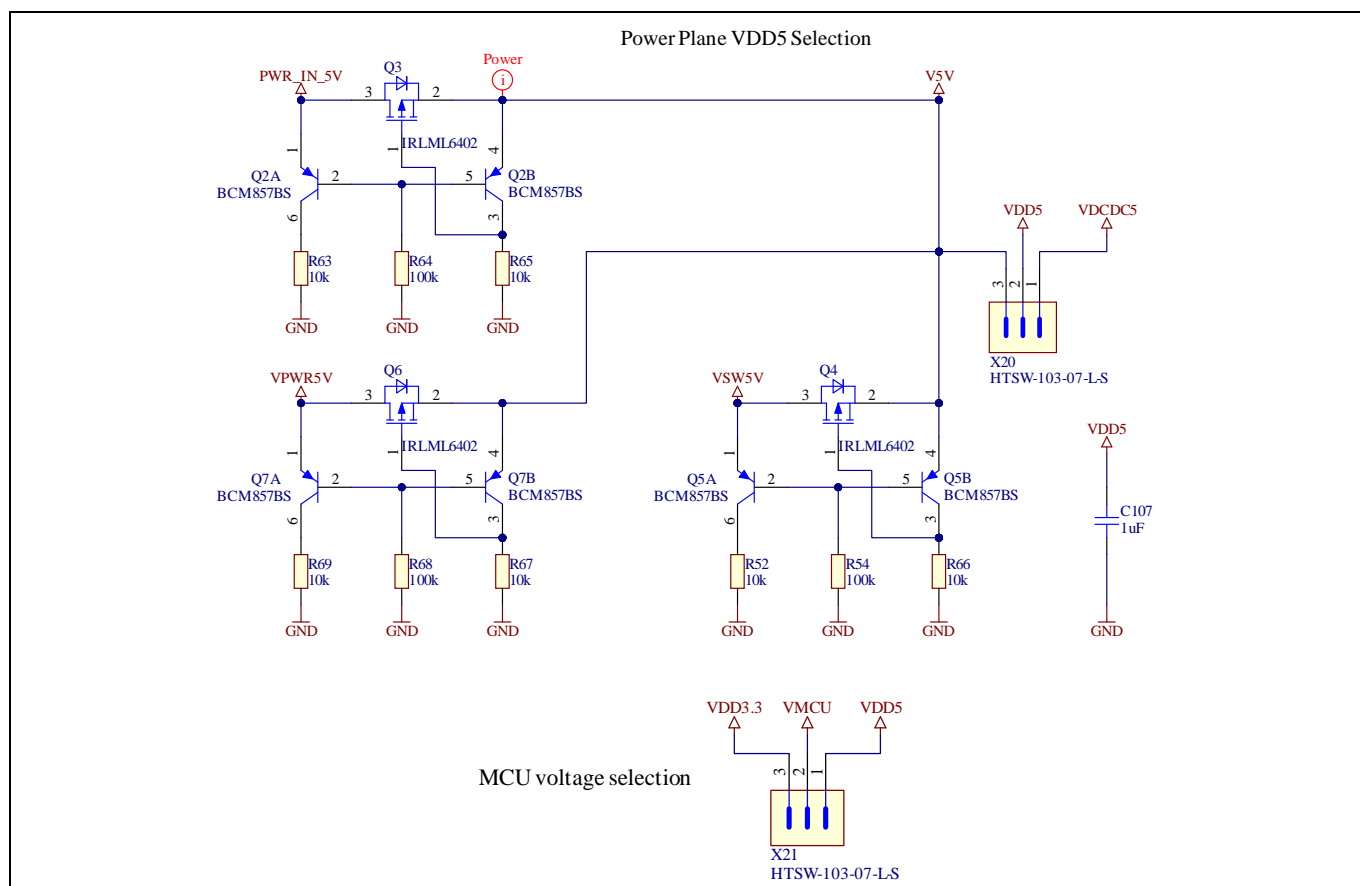 Power Plane VDD5 Selection
PWR_IN_5V
Q3
Power
i
V5V
3
2
IRLML6402
1
1
4
Q2A
BCM857BS
2
5
Q2B
BCM857BS
6
3
R63
10k
R64
100k
R65
10k
GND
GND
GND
VDD5
VDCDC5
3
2
1
X20
HTSW-103-07-L-S
VPWR5V
Q6
3
2
IRLML6402
1
1
4
Q7A
BCM857BS
2
5
Q7B
BCM857BS
6
3
R69
10k
R68
100k
R67
10k
GND
GND
GND
VSW5V
Q4
3
2
IRLML6402
1
1
4
Q5A
BCM857BS
2
5
Q5B
BCM857BS
6
3
R52
10k
R54
100k
R66
10k
GND
GND
GND
VDD5
C107
1uF
GND
MCU voltage selection
VDD3.3
VMCU
VDD5
3
2
1
X21
HTSW-103-07-L-S